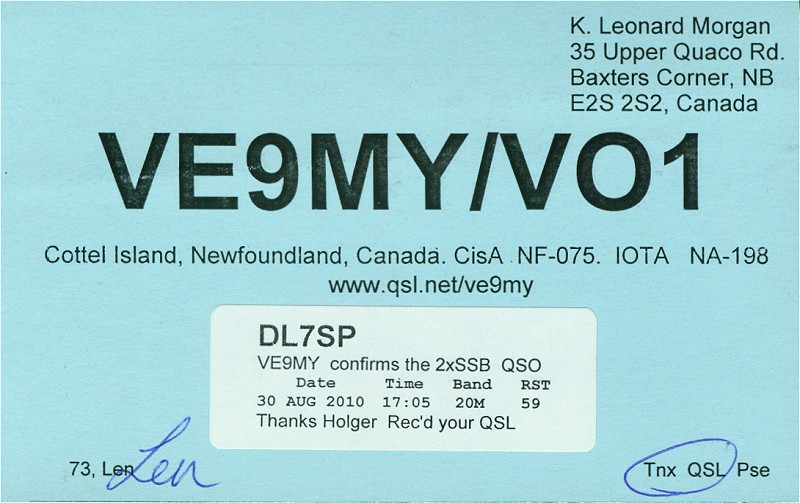 K. Leonard Morgan
35 Upper Quaco Rd.
Baxters Corner, NB
E2S 2S2, Canada
VE9MY/VO1
Cottel Island, Newfoundland, Canada. CisA NF-075. IOTA NA-198
www.qsl.net/ve9my
DL7SP
VE9MY confirms the 2xSSB QSO
Date Time Band RST
30 AUG 2010 17:05 20M 59
Thanks Holger Rec'd your QSL
73, Len Len
Tnx QSL Pse